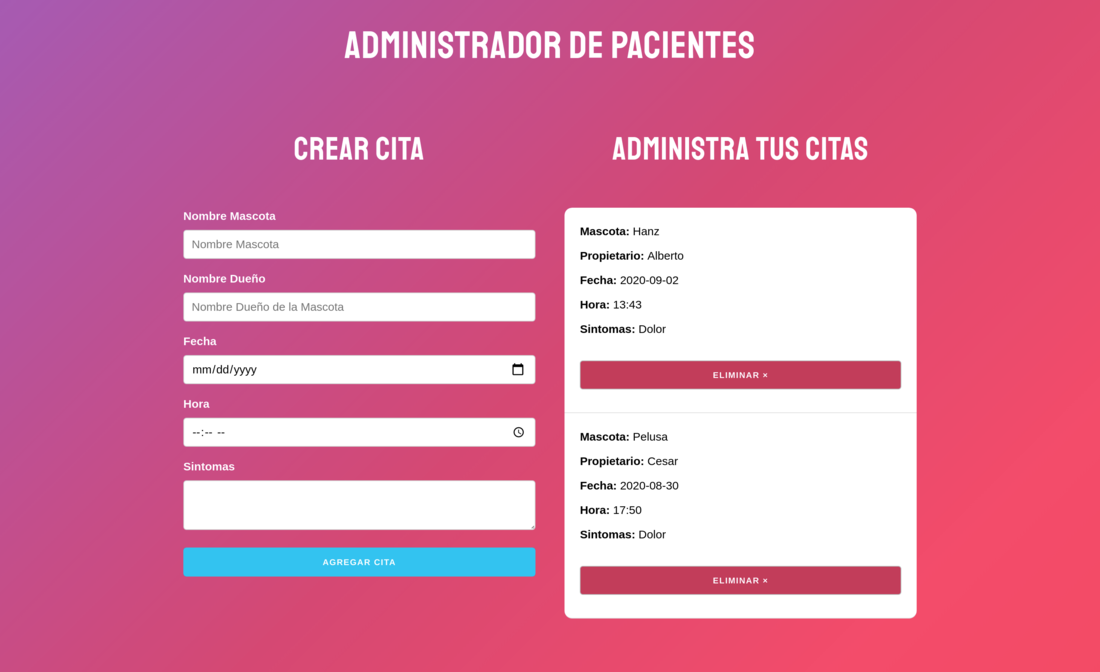 ADMINISTRADOR DE PACIENTES
CREAR CITA
Nombre Mascota
Nombre Mascota
Nombre Dueño
Nombre Dueño de la Mascota
Fecha
mm/dd/yyyy
Hora
--:-- --
Sintomas
AGREGAR CITA
ADMINISTRA TUS CITAS
Mascota: Hanz
Propietario: Alberto
Fecha: 2020-09-02
Hora: 13:43
Sintomas: Dolor
ELIMINAR ×
Mascota: Pelusa
Propietario: Cesar
Fecha: 2020-08-30
Hora: 17:50
Sintomas: Dolor
ELIMINAR ×